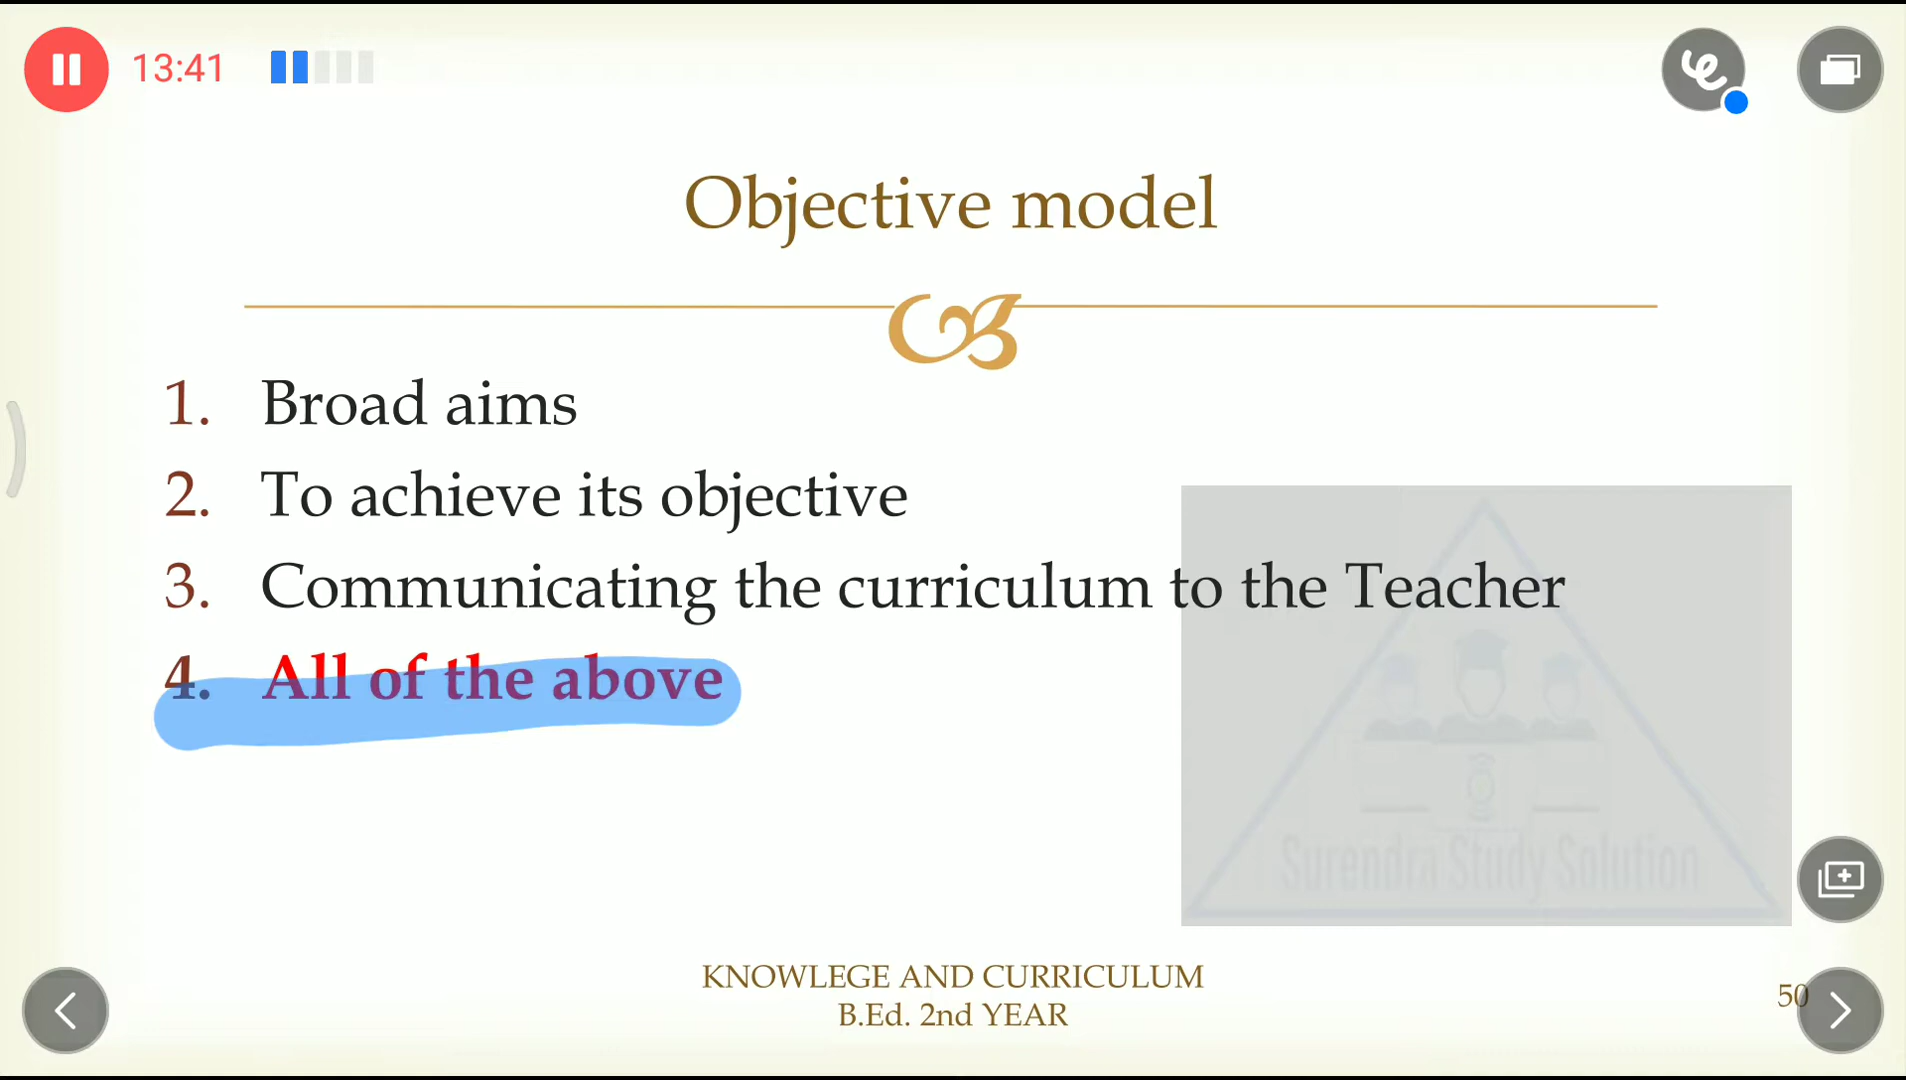 13:41
Objective model
1. Broad aims
2. To achieve its objective
3. Communicating the curriculum to the Teacher
4. All of the above
Surendra Study Solution
KNOWLEGE AND CURRICULUM
B.Ed. 2nd YEAR
50